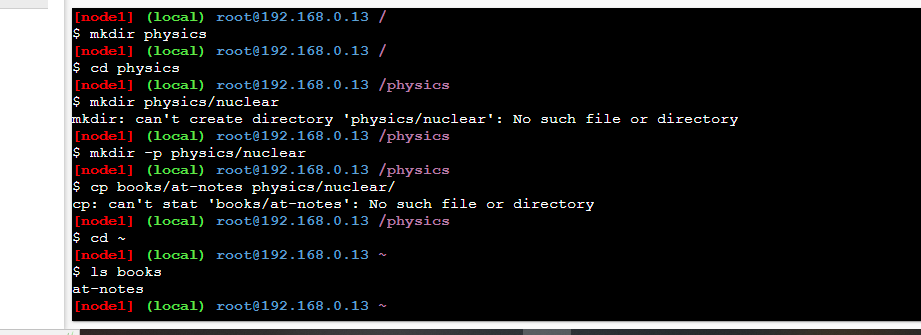 [node1] (local) root@192.168.0.13 /
$ mkdir physics
[node1] (local) root@192.168.0.13 /
$ cd physics
[node1] (local) root@192.168.0.13 /physics
$ mkdir physics/nuclear
mkdir: can't create directory 'physics/nuclear': No such file or directory
[node1] (local) root@192.168.0.13 /physics
$ mkdir -p physics/nuclear
[node1] (local) root@192.168.0.13 /physics
$ cp books/at-notes physics/nuclear/
cp: can't stat 'books/at-notes': No such file or directory
[node1] (local) root@192.168.0.13 /physics
$ cd ~
[node1] (local) root@192.168.0.13 ~
$ ls books
at-notes
[node1] (local) root@192.168.0.13 ~